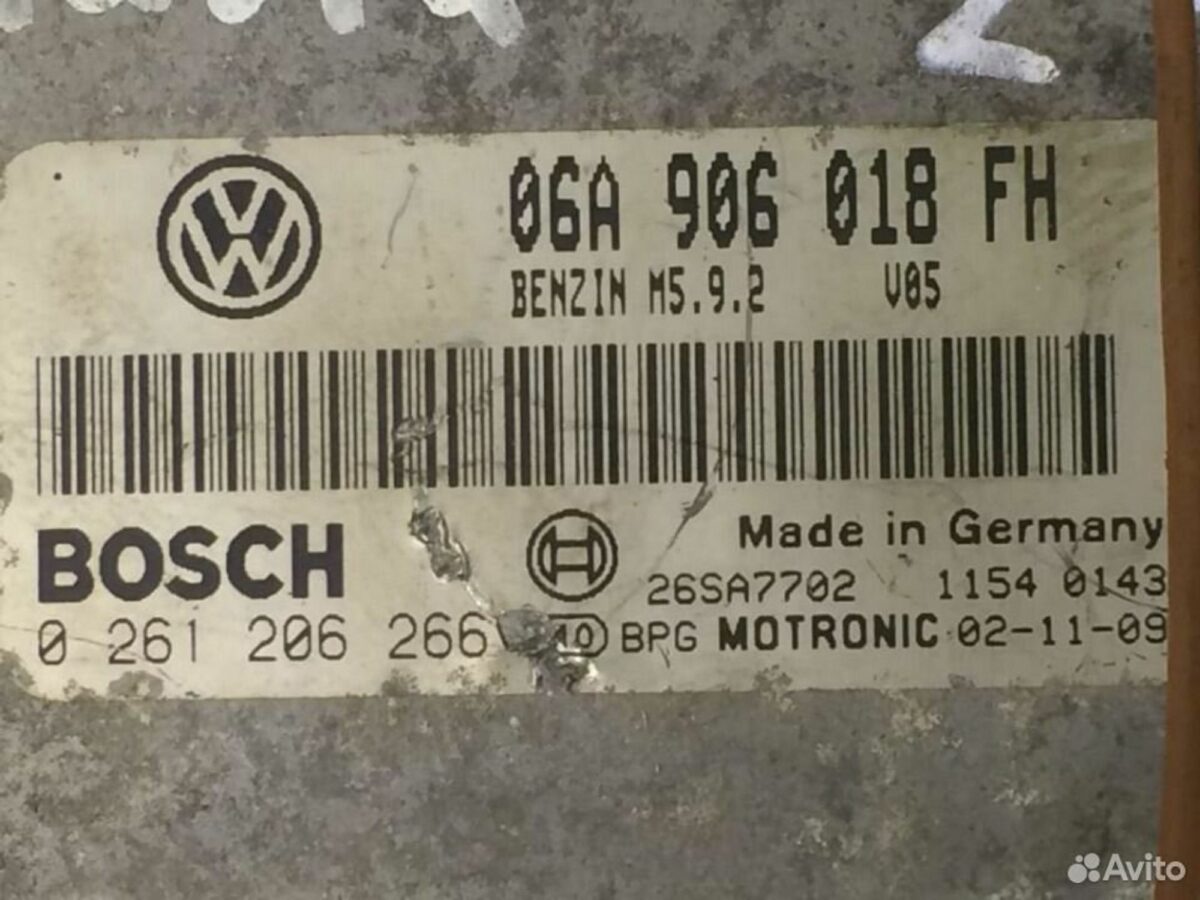 06A 906 018 FH
BENZIN M5.9.2 V05
BOSCH
Made in Germany
26SA7702 1154 0143
0 261 206 266 40 BPG MOTRONIC 02-11-09
Avito